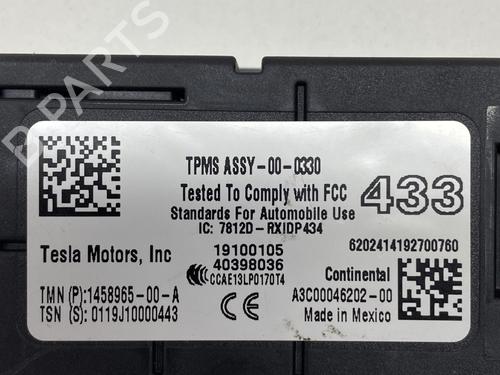 B-PARTS
TPMS ASSY-00-0330
Tested To Comply with FCC
Standards For Automobile Use
IC: 7812D-RXIDP434
433
Tesla Motors, Inc
19100105
40398036
CCAE13LP0170T4
6202414192700760
Continental
TMN (P):1458965-00-A
TSN (S):0119J10000443
CE
A3C00046202-00
Made in Mexico